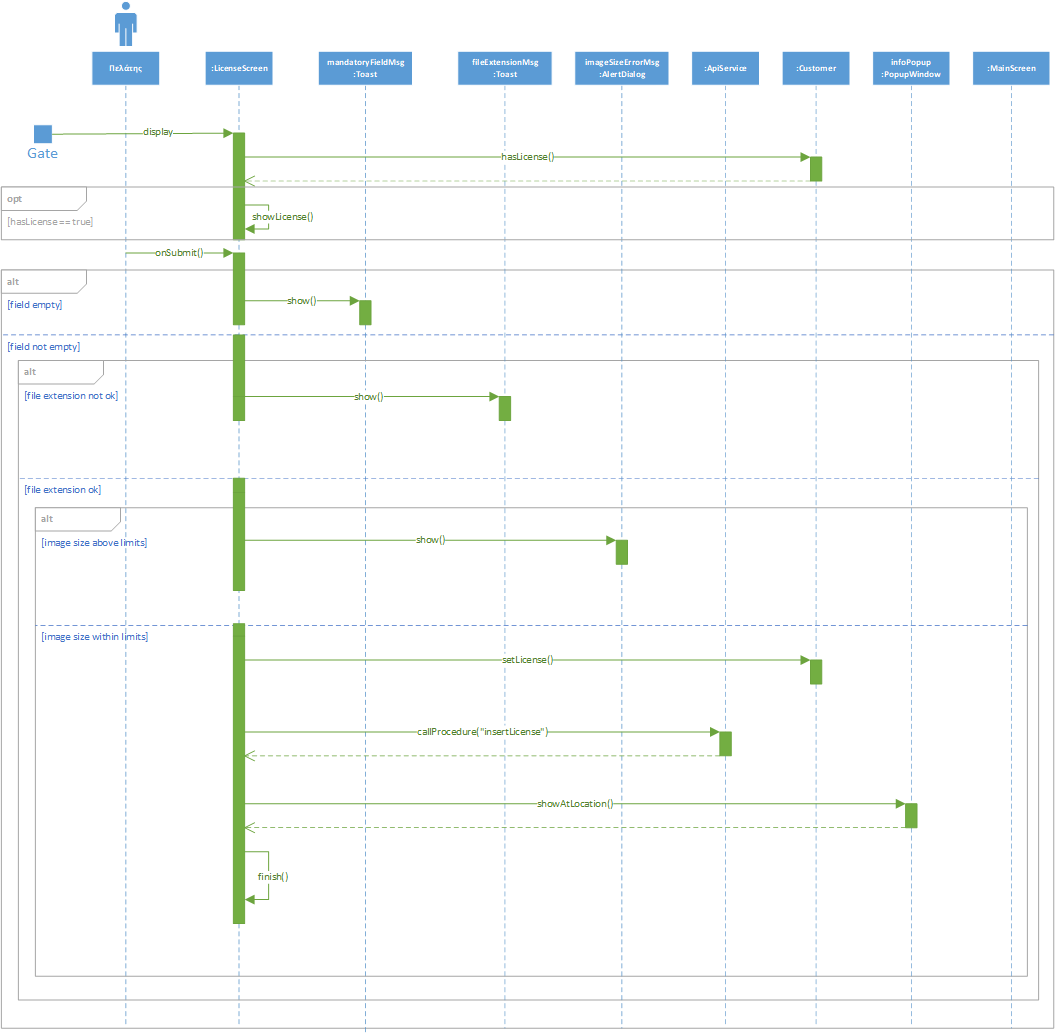 Πελάτης
:LicenseScreen
mandatoryFieldMsg
:Toast
fileExtensionMsg
:Toast
imageSizeErrorMsg
:AlertDialog
:ApiService
:Customer
infoPopup
:PopupWindow
:MainScreen
Gate
display
hasLicense()
opt
[hasLicense == true]
showLicense()
onSubmit()
alt
[field empty]
show()
[field not empty]
alt
[file extension not ok]
show()
[file extension ok]
alt
[image size above limits]
show()
[image size within limits]
setLicense()
callProcedure("insertLicense")
showAtLocation()
finish()